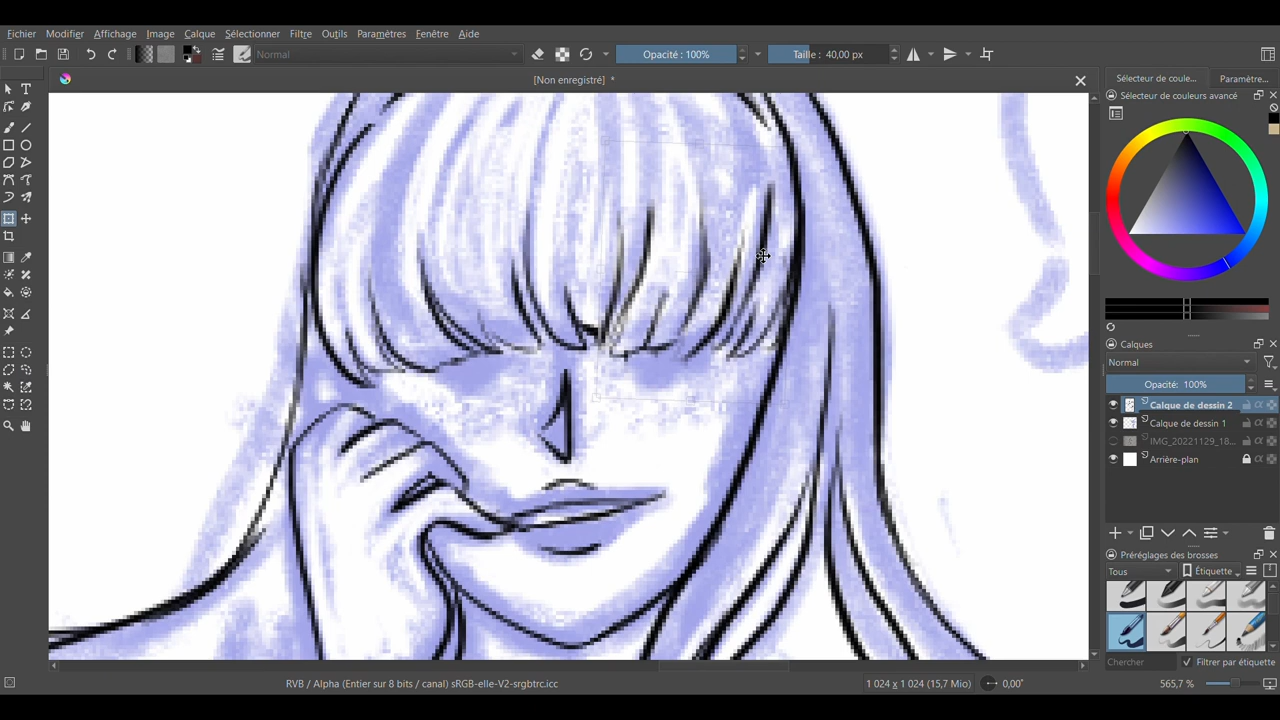 Fichier Modifier Affichage Image Calque Sélectionner Filtre Outils Paramètres Fenêtre Aide
Normal Opacité : 100% Taille : 40,00 px
[Non enregistré] *
Sélecteur de coule... Paramètre...
Sélecteur de couleurs avancé
Calques
Normal
Opacité: 100%
Calque de dessin 2
Calque de dessin 1
IMG_20221129_18...
Arrière-plan
Préréglages des brosses
Tous Étiquette
Chercher Filtrer par étiquette
RVB / Alpha (Entier sur 8 bits / canal) sRGB-elle-V2-srgbtrc.icc 1 024 x 1 024 (15,7 Mio) 0,00° 565,7 %